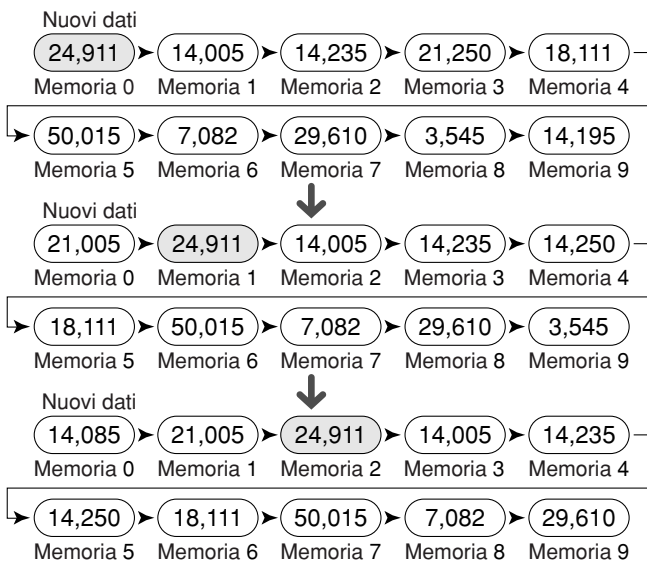 Nuovi dati
24,911 14,005 14,235 21,250 18,111
Memoria 0 Memoria 1 Memoria 2 Memoria 3 Memoria 4
50,015 7,082 29,610 3,545 14,195
Memoria 5 Memoria 6 Memoria 7 Memoria 8 Memoria 9
Nuovi dati
21,005 24,911 14,005 14,235 14,250
Memoria 0 Memoria 1 Memoria 2 Memoria 3 Memoria 4
18,111 50,015 7,082 29,610 3,545
Memoria 5 Memoria 6 Memoria 7 Memoria 8 Memoria 9
Nuovi dati
14,085 21,005 24,911 14,005 14,235
Memoria 0 Memoria 1 Memoria 2 Memoria 3 Memoria 4
14,250 18,111 50,015 7,082 29,610
Memoria 5 Memoria 6 Memoria 7 Memoria 8 Memoria 9